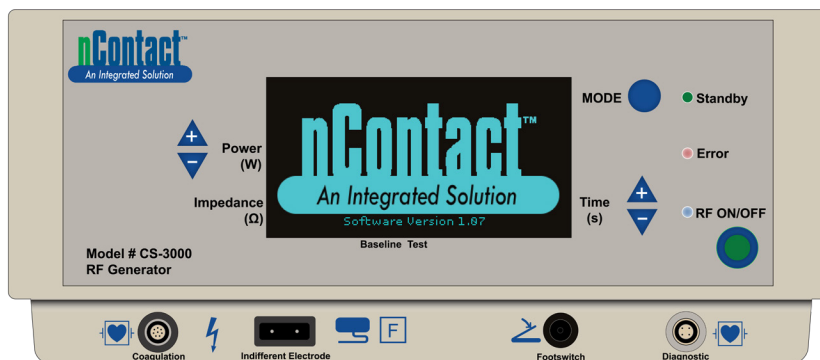 nContact™
An Integrated Solution
nContact™
An Integrated Solution
Software Version 1.07
MODE
Standby
+
−
Power
(W)
Error
Impedance
(Ω)
Time
(s)
+
−
RF ON/OFF
Baseline Test
Model # CS-3000
RF Generator
F
Coagulation
Indifferent Electrode
Footswitch
Diagnostic